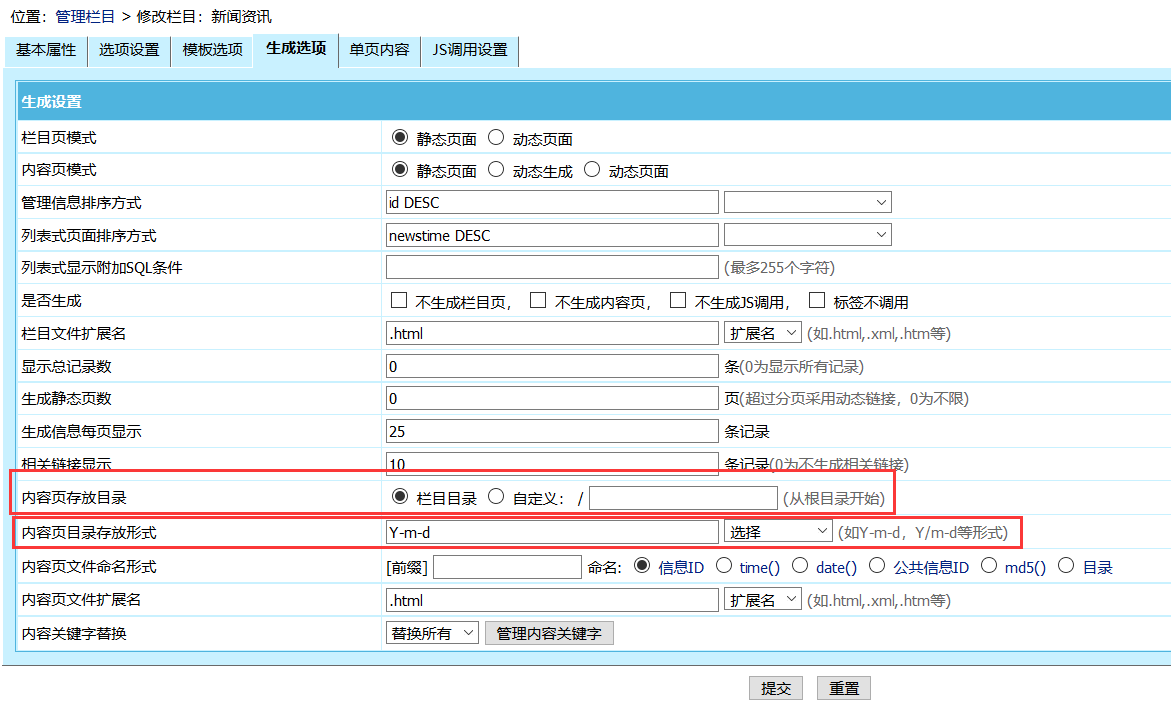 位置：管理栏目 > 修改栏目：新闻资讯
基本属性 选项设置 模板选项 生成选项 单页内容 JS调用设置
生成设置
栏目页模式 静态页面 动态页面
内容页模式 静态页面 动态生成 动态页面
管理信息排序方式 id DESC
列表式页面排序方式 newstime DESC
列表式显示附加SQL条件 (最多255个字符)
是否生成 不生成栏目页， 不生成内容页， 不生成JS调用， 标签不调用
栏目文件扩展名 .html 扩展名 (如.html,.xml,.htm等)
显示总记录数 0 条(0为显示所有记录)
生成静态页数 0 页(超过分页采用动态链接，0为不限)
生成信息每页显示 25 条记录
相关链接显示 10 条记录(0为不生成相关链接)
内容页存放目录 栏目目录 自定义： / (从根目录开始)
内容页目录存放形式 Y-m-d 选择 (如Y-m-d，Y/m-d等形式)
内容页文件命名形式 [前缀] 命名: 信息ID time() date() 公共信息ID md5() 目录
内容页文件扩展名 .html 扩展名 (如.html,.xml,.htm等)
内容关键字替换 替换所有 管理内容关键字
提交 重置